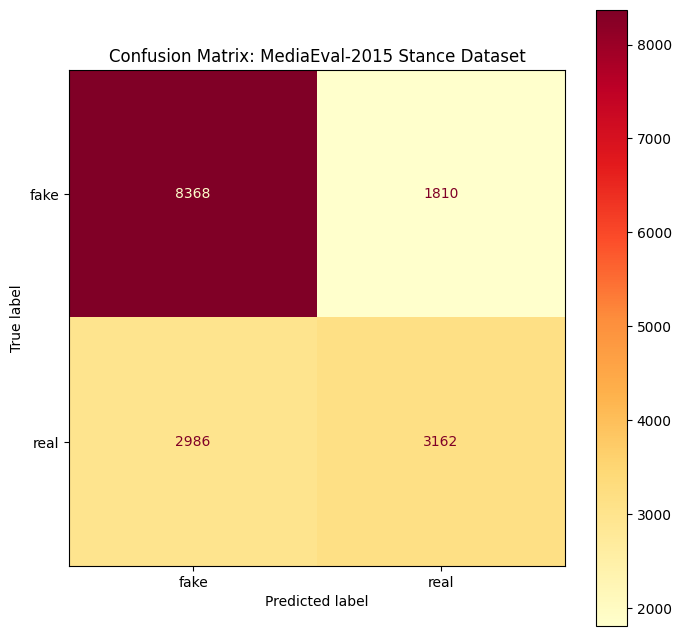 Confusion Matrix: MediaEval-2015 Stance Dataset
fake
8368
1810
real
2986
3162
fake
real
True label
Predicted label
8000
7000
6000
5000
4000
3000
2000